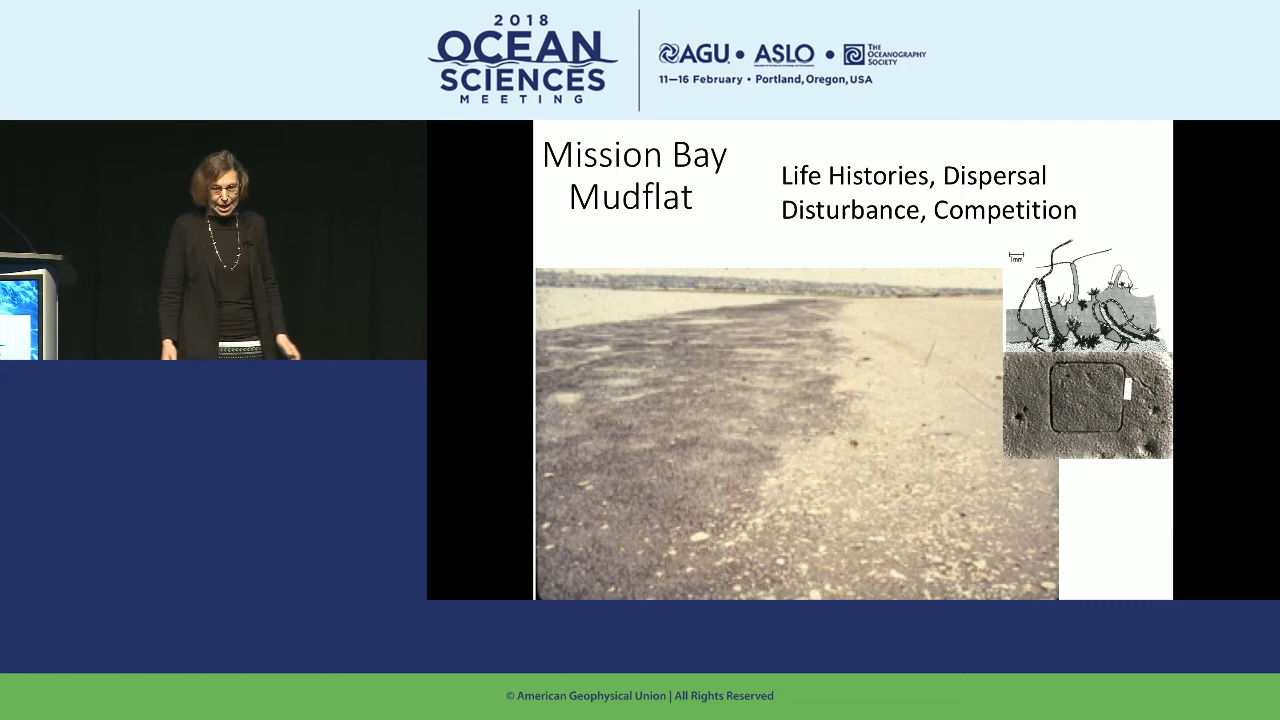 2018
OCEAN
SCIENCES
MEETING
AGU • ASLO • THE OCEANOGRAPHY SOCIETY
11–16 February • Portland, Oregon, USA
Mission Bay
Mudflat
Life Histories, Dispersal
Disturbance, Competition
1mm
© American Geophysical Union | All Rights Reserved